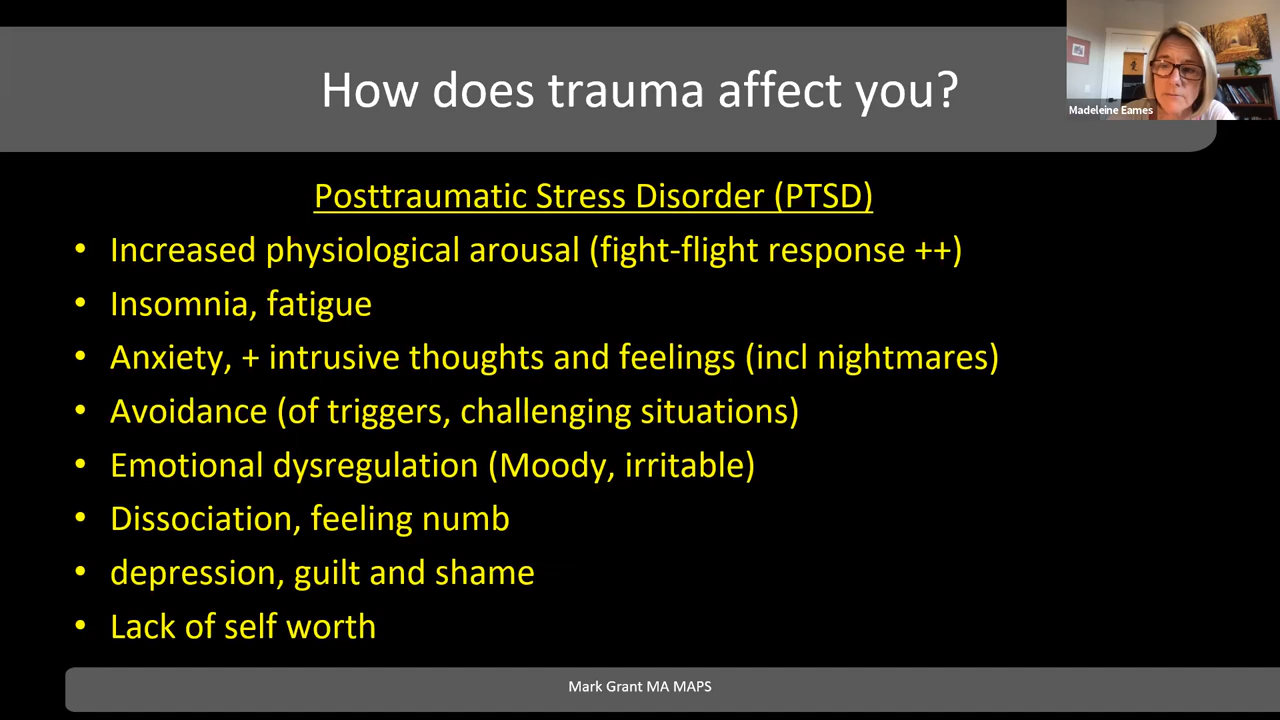 How does trauma affect you?
Madeleine Eames
Posttraumatic Stress Disorder (PTSD)
• Increased physiological arousal (fight-flight response ++)
• Insomnia, fatigue
• Anxiety, + intrusive thoughts and feelings (incl nightmares)
• Avoidance (of triggers, challenging situations)
• Emotional dysregulation (Moody, irritable)
• Dissociation, feeling numb
• depression, guilt and shame
• Lack of self worth
Mark Grant MA MAPS